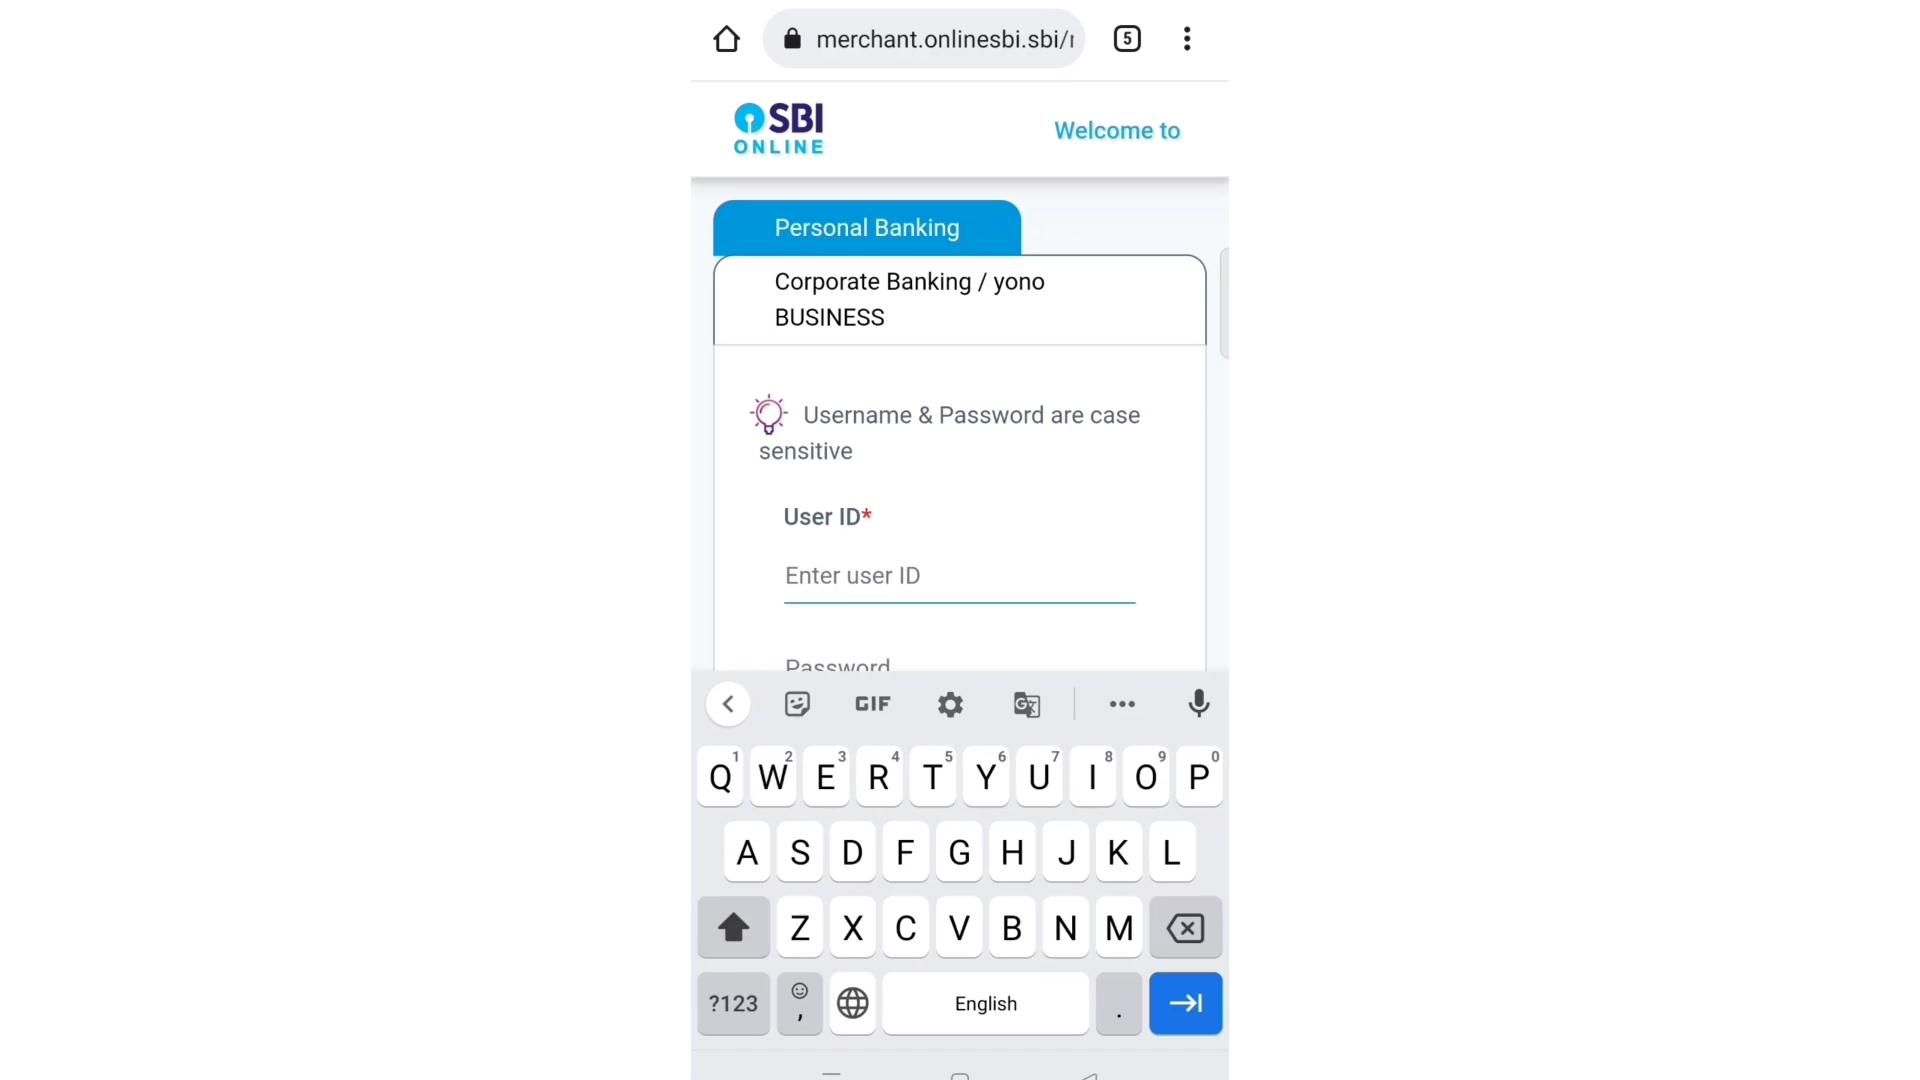 merchant.onlinesbi.sbi/r
5
SBI
ONLINE
Welcome to
Personal Banking
Corporate Banking / yono
BUSINESS
Username & Password are case
sensitive
User ID*
Enter user ID
Password
GIF
1 2 3 4 5 6 7 8 9 0
Q W E R T Y U I O P
A S D F G H J K L
Z X C V B N M
?123 , English .